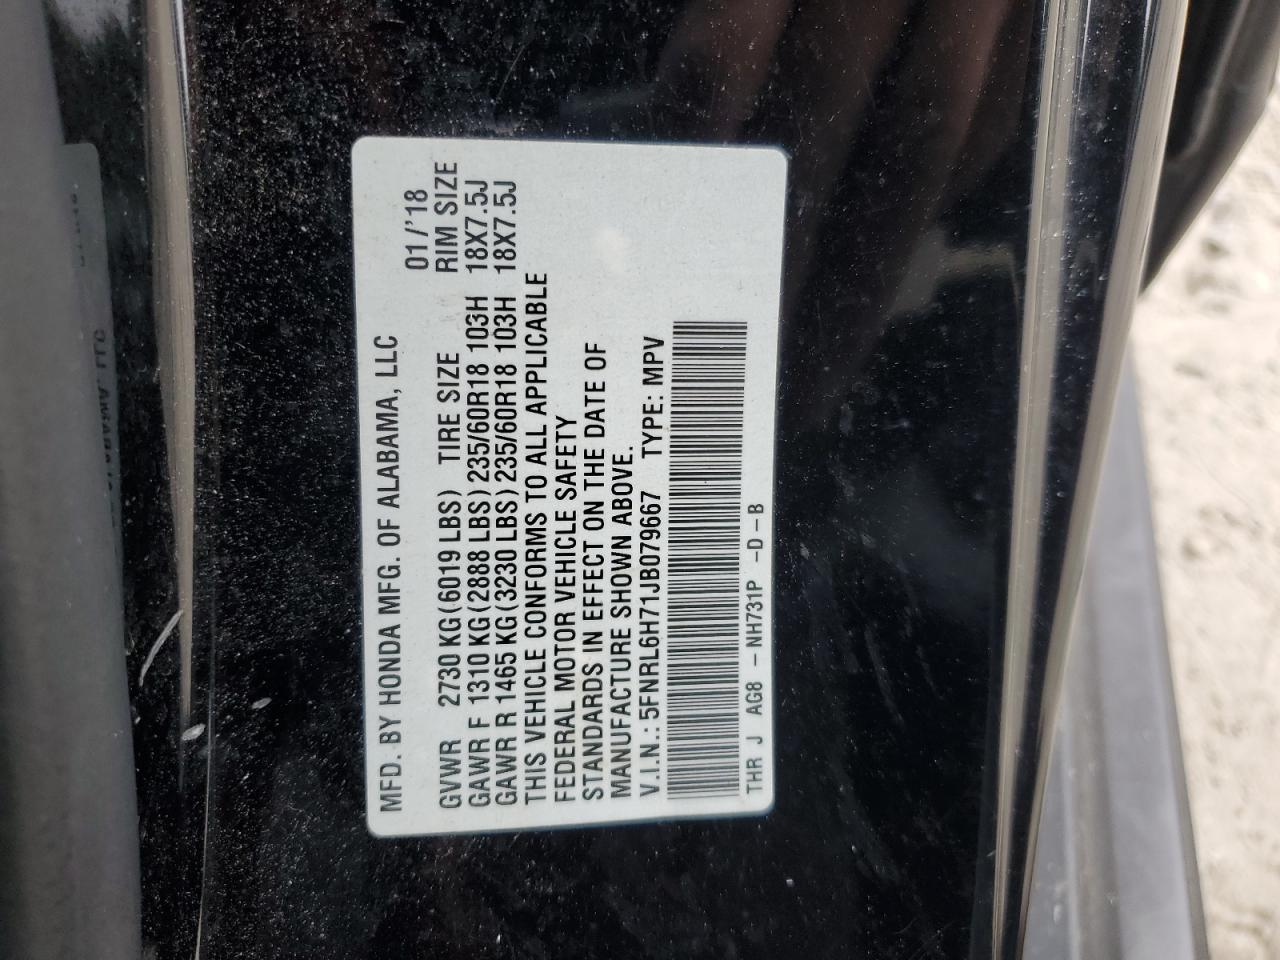 MFD. BY HONDA MFG. OF ALABAMA, LLC
01/'18
GVWR 2730 KG(6019 LBS) TIRE SIZE RIM SIZE
GAWR F 1310 KG(2888 LBS) 235/60R18 103H 18X7.5J
GAWR R 1465 KG(3230 LBS) 235/60R18 103H 18X7.5J
THIS VEHICLE CONFORMS TO ALL APPLICABLE
FEDERAL MOTOR VEHICLE SAFETY
STANDARDS IN EFFECT ON THE DATE OF
MANUFACTURE SHOWN ABOVE.
V.I.N.: 5FNRL6H71JB079667 TYPE: MPV
THR J AG8 - NH731P -D-B